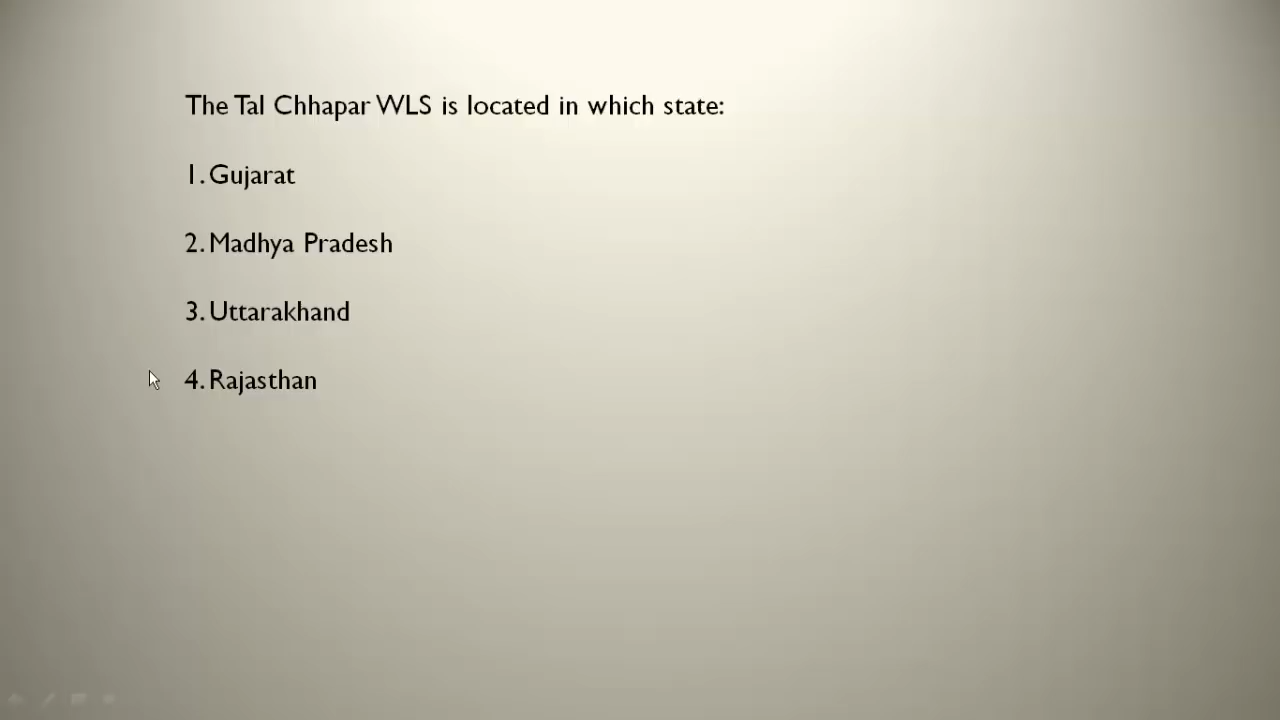 The Tal Chhapar WLS is located in which state:
1. Gujarat
2. Madhya Pradesh
3. Uttarakhand
4. Rajasthan